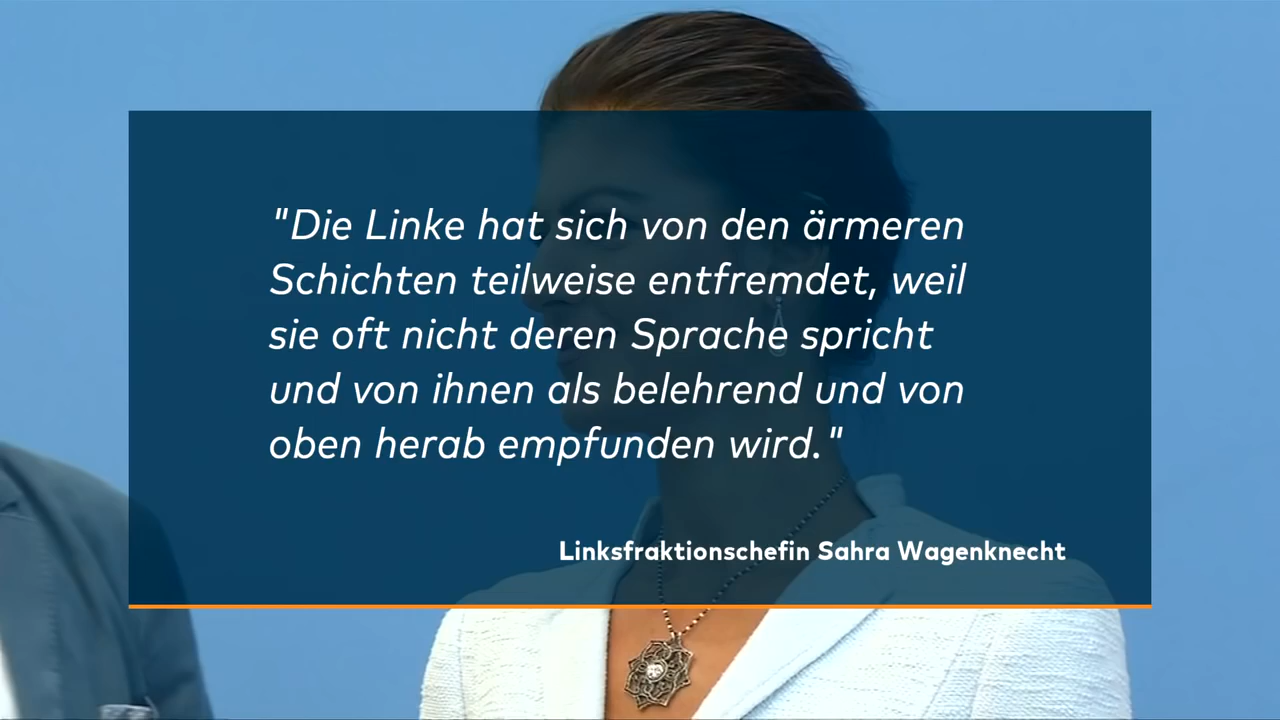 "Die Linke hat sich von den ärmeren
Schichten teilweise entfremdet, weil
sie oft nicht deren Sprache spricht
und von ihnen als belehrend und von
oben herab empfunden wird."
Linksfraktionschefin Sahra Wagenknecht